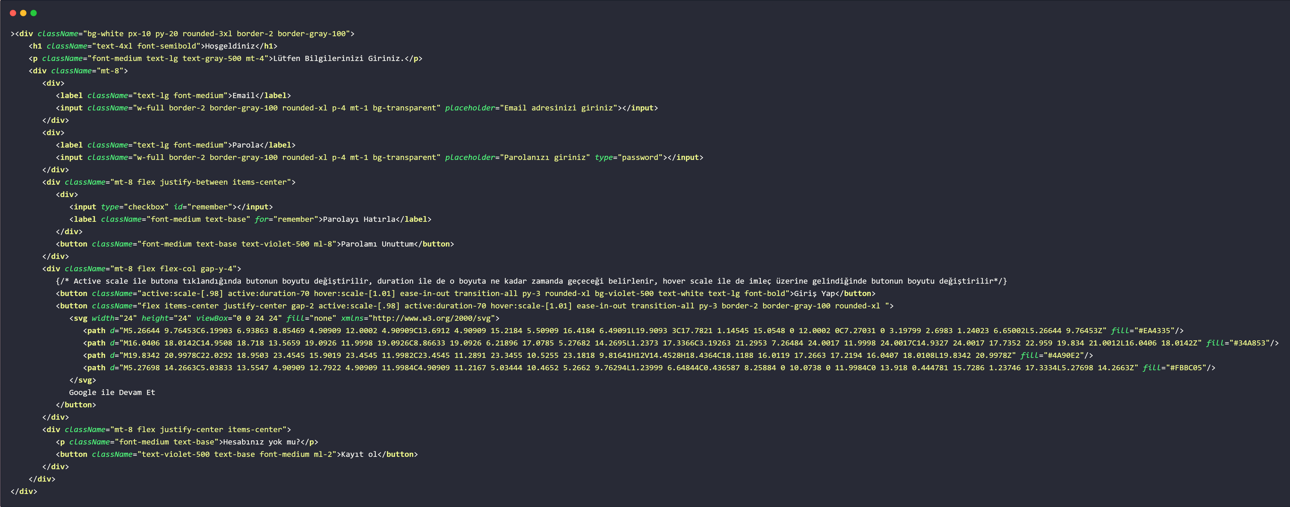 ><div className="bg-white px-10 py-20 rounded-3xl border-2 border-gray-100">
<h1 className="text-4xl font-semibold">Hoşgeldiniz</h1>
<p className="font-medium text-lg text-gray-500 mt-4">Lütfen Bilgilerinizi Giriniz.</p>
<div className="mt-8">
<div>
<label className="text-lg font-medium">Email</label>
<input className="w-full border-2 border-gray-100 rounded-xl p-4 mt-1 bg-transparent" placeholder="Email adresinizi giriniz"></input>
</div>
<div>
<label className="text-lg font-medium">Parola</label>
<input className="w-full border-2 border-gray-100 rounded-xl p-4 mt-1 bg-transparent" placeholder="Parolanızı giriniz" type="password"></input>
</div>
<div className="mt-8 flex justify-between items-center">
<div>
<input type="checkbox" id="remember"></input>
<label className="font-medium text-base" for="remember">Parolayı Hatırla</label>
</div>
<button className="font-medium text-base text-violet-500 ml-8">Parolamı Unuttum</button>
</div>
<div className="mt-8 flex flex-col gap-y-4">
{/* Active scale ile butona tıklandığında butonun boyutu değiştirilir, duration ile de o boyuta ne kadar zamanda geçeceği belirlenir, hover scale ile de imleç üzerine gelindiğinde butonun boyutu değiştirilir*/}
<button className="active:scale-[.98] active:duration-70 hover:scale-[1.01] ease-in-out transition-all py-3 rounded-xl bg-violet-500 text-white text-lg font-bold">Giriş Yap</button>
<button className="flex items-center justify-center gap-2 active:scale-[.98] active:duration-70 hover:scale-[1.01] ease-in-out transition-all py-3 border-2 border-gray-100 rounded-xl ">
<svg width="24" height="24" viewBox="0 0 24 24" fill="none" xmlns="http://www.w3.org/2000/svg">
<path d="M5.26644 9.76453C6.19903 6.93863 8.85469 4.90909 12.0002 4.90909C13.6912 4.90909 15.2184 5.50909 16.4184 6.49091L19.9093 3C17.7821 1.14545 15.0548 0 12.0002 0C7.27031 0 3.19799 2.6983 1.24023 6.65002L5.26644 9.76453Z" fill="#EA4335"/>
<path d="M16.0406 18.0142C14.9508 18.718 13.5659 19.0926 11.9998 19.0926C8.86633 19.0926 6.21896 17.0785 5.27682 14.2695L1.2373 17.3366C3.19263 21.2953 7.26484 24.0017 11.9998 24.0017C14.9327 24.0017 17.7352 22.959 19.834 21.0012L16.0406 18.0142Z" fill="#34A853"/>
<path d="M19.8342 20.9978C22.0292 18.9503 23.4545 15.9019 23.4545 11.9982C23.4545 11.2891 23.3455 10.5255 23.1818 9.81641H12V14.4528H18.4364C18.1188 16.0119 17.2663 17.2194 16.0407 18.0108L19.8342 20.9978Z" fill="#4A90E2"/>
<path d="M5.27698 14.2663C5.03833 13.5547 4.90909 12.7922 4.90909 11.9984C4.90909 11.2167 5.03444 10.4652 5.2662 9.76294L1.23999 6.64844C0.436587 8.25884 0 10.0738 0 11.9984C0 13.918 0.444781 15.7286 1.23746 17.3334L5.27698 14.2663Z" fill="#FBBC05"/>
</svg>
Google ile Devam Et
</button>
</div>
<div className="mt-8 flex justify-center items-center">
<p className="font-medium text-base">Hesabınız yok mu?</p>
<button className="text-violet-500 text-base font-medium ml-2">Kayıt ol</button>
</div>
</div>
</div>